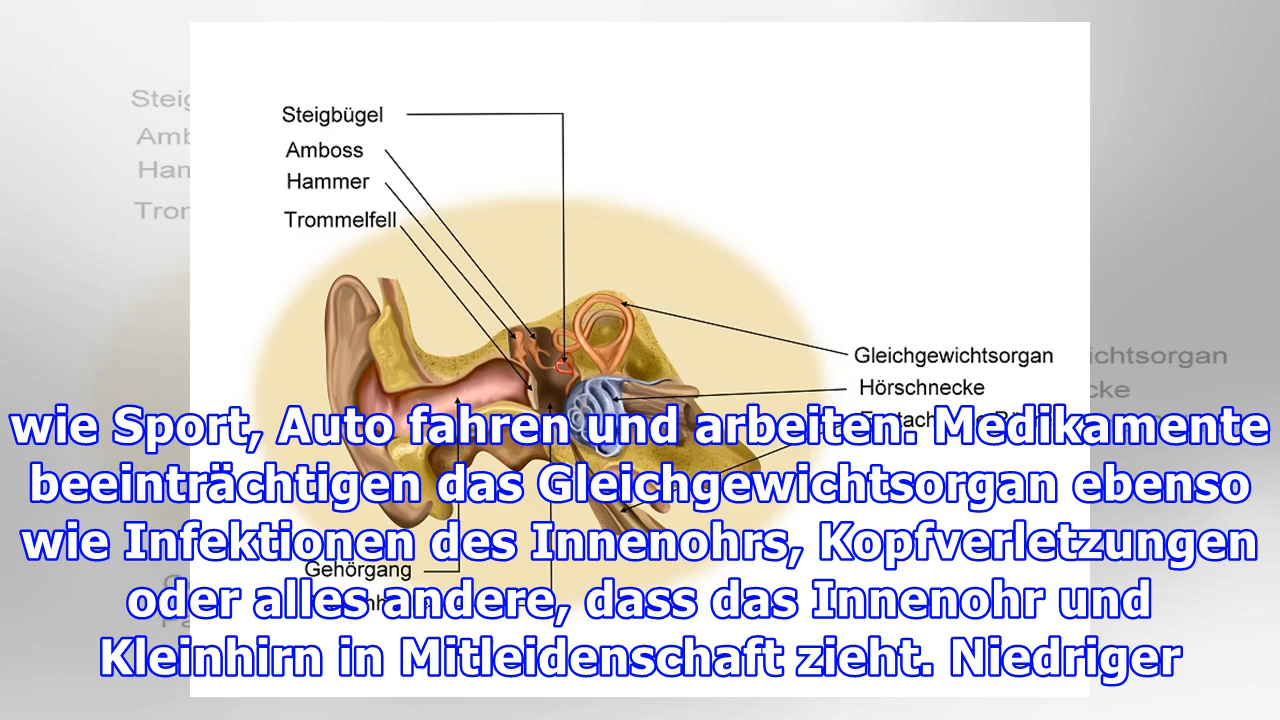 Steigbügel
Amboss
Hammer
Trommelfell
Gleichgewichtsorgan
Hörschnecke
Gehörgang
wie Sport, Auto fahren und arbeiten. Medikamente
beeinträchtigen das Gleichgewichtsorgan ebenso
wie Infektionen des Innenohrs, Kopfverletzungen
oder alles andere, dass das Innenohr und
Kleinhirn in Mitleidenschaft zieht. Niedriger